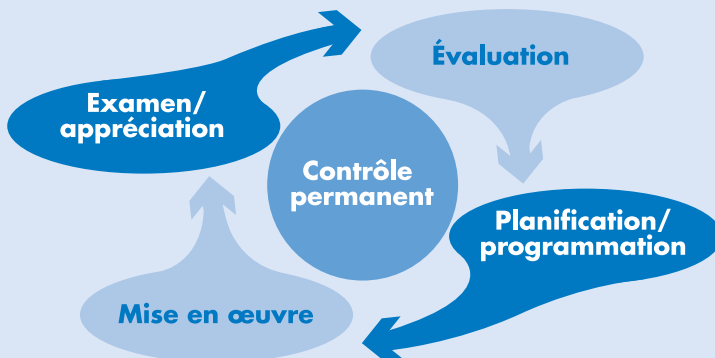 Évaluation
Examen/
appréciation
Contrôle
permanent
Planification/
programmation
Mise en œuvre